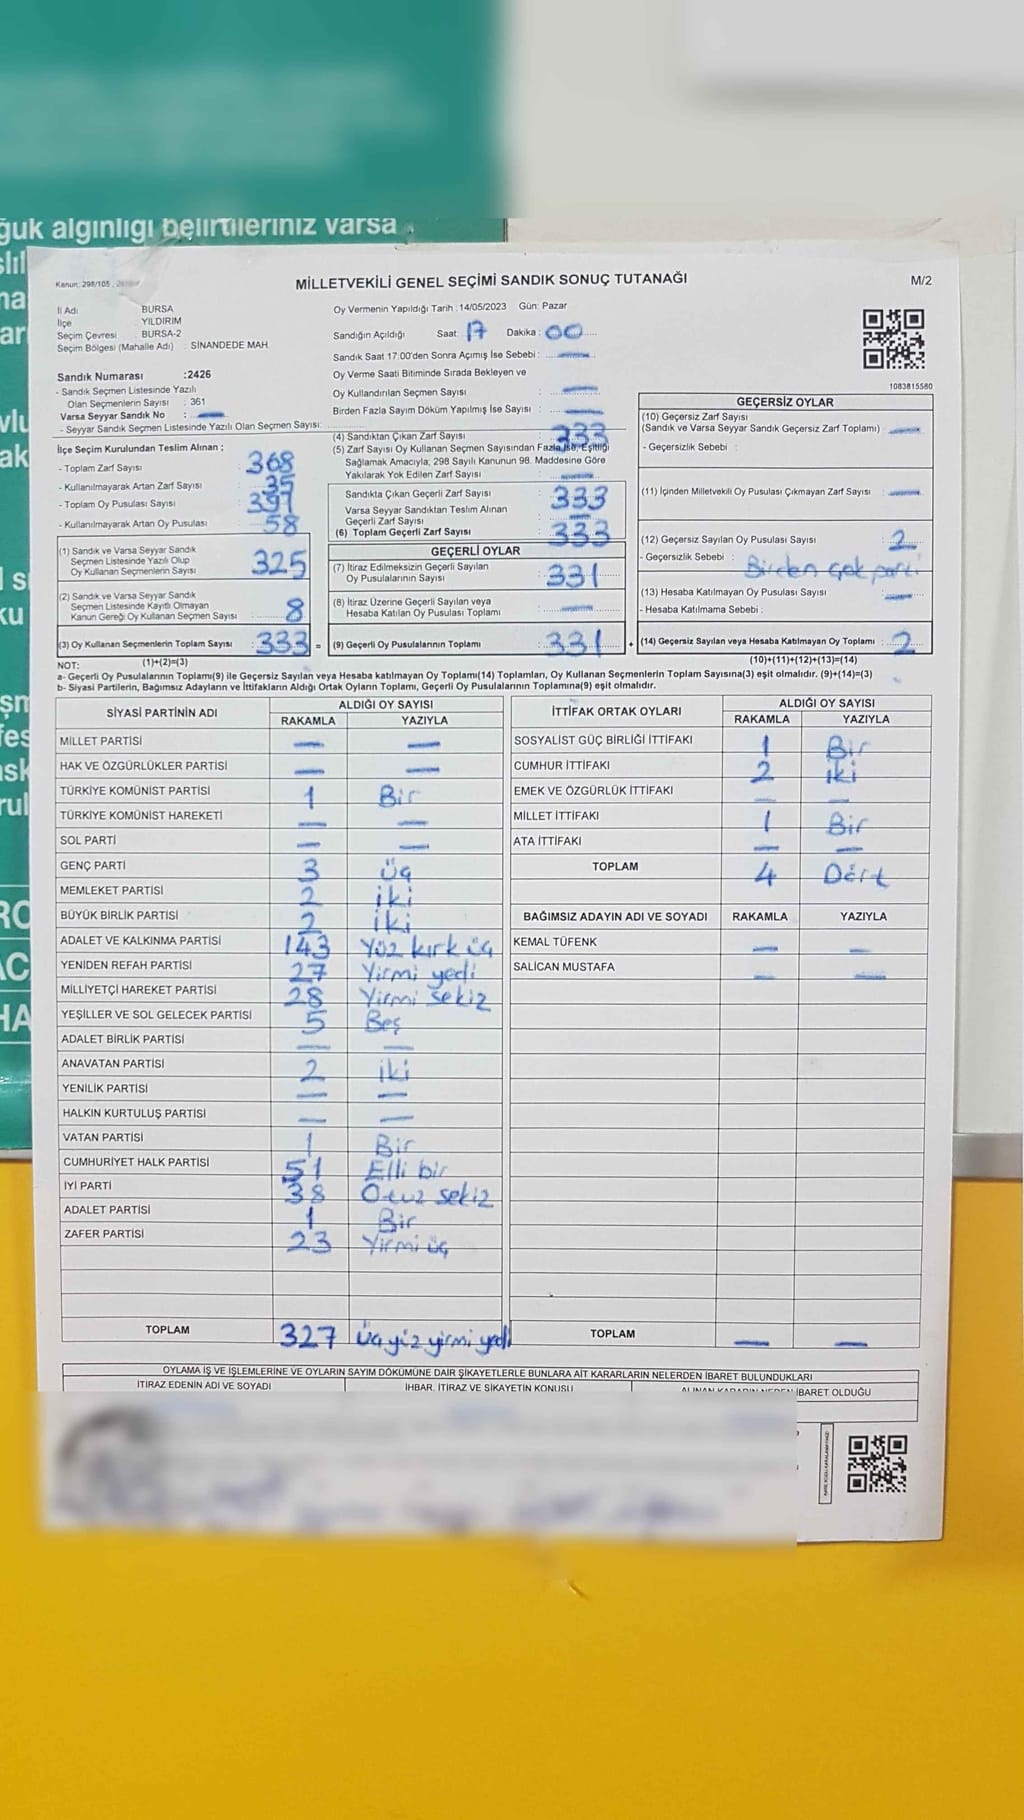 ğuk algınlığı belirtileriniz varsa
MİLLETVEKİLİ GENEL SEÇİMİ SANDIK SONUÇ TUTANAĞI
M/2
Kanun: 298/105
İl Adı BURSA
İlçe : YILDIRIM
Seçim Çevresi : BURSA-2
Seçim Bölgesi (Mahalle Adı) : SİNANDEDE MAH.
Oy Vermenin Yapıldığı Tarih : 14/05/2023 Gün: Pazar
Sandığın Açıldığı Saat: 17 Dakika : 00
Sandık Saat 17:00'den Sonra Açımış İse Sebebi : —
Oy Verme Saati Bitiminde Sırada Bekleyen ve
Oy Kullandırılan Seçmen Sayısı : —
Birden Fazla Sayım Döküm Yapılmış İse Sayısı : —
1083815580
Sandık Numarası :2426
- Sandık Seçmen Listesinde Yazılı
Olan Seçmenlerin Sayısı : 361
Varsa Seyyar Sandık No : —
- Seyyar Sandık Seçmen Listesinde Yazılı Olan Seçmen Sayısı:
İlçe Seçim Kurulundan Teslim Alınan ;
- Toplam Zarf Sayısı : 368
- Kullanılmayarak Artan Zarf Sayısı : 35
- Toplam Oy Pusulası Sayısı : 391
- Kullanılmayarak Artan Oy Pusulası : 58
(1) Sandık ve Varsa Seyyar Sandık
Seçmen Listesinde Yazılı Olup
Oy Kullanan Seçmenlerin Sayısı : 325
(2) Sandık ve Varsa Seyyar Sandık
Seçmen Listesinde Kayıtlı Olmayan
Kanun Gereği Oy Kullanan Seçmen Sayısı : 8
(3) Oy Kullanan Seçmenlerin Toplam Sayısı : 333 =
(1)+(2)=(3)
(4) Sandıktan Çıkan Zarf Sayısı : 333
(5) Zarf Sayısı Oy Kullanan Seçmen Sayısından Fazla İse, Eşitliği
Sağlamak Amacıyla; 298 Sayılı Kanunun 98. Maddesine Göre
Yakılarak Yok Edilen Zarf Sayısı : —
Sandıkta Çıkan Geçerli Zarf Sayısı : 333
Varsa Seyyar Sandıktan Teslim Alınan
Geçerli Zarf Sayısı : —
(6) Toplam Geçerli Zarf Sayısı : 333
GEÇERLİ OYLAR
(7) İtiraz Edilmeksizin Geçerli Sayılan
Oy Pusulalarının Sayısı : 331
(8) İtiraz Üzerine Geçerli Sayılan veya
Hesaba Katılan Oy Pusulası Toplamı : —
(9) Geçerli Oy Pusulalarının Toplamı : 331 +
GEÇERSİZ OYLAR
(10) Geçersiz Zarf Sayısı
(Sandık ve Varsa Seyyar Sandık Geçersiz Zarf Toplamı) : —
- Geçersizlik Sebebi :
(11) İçinden Milletvekili Oy Pusulası Çıkmayan Zarf Sayısı : —
(12) Geçersiz Sayılan Oy Pusulası Sayısı : 2
- Geçersizlik Sebebi : Birden çok parti
(13) Hesaba Katılmayan Oy Pusulası Sayısı : —
- Hesaba Katılmama Sebebi :
(14) Geçersiz Sayılan veya Hesaba Katılmayan Oy Toplamı : 2
(10)+(11)+(12)+(13)=(14)
NOT:
a- Geçerli Oy Pusulalarının Toplamı(9) ile Geçersiz Sayılan veya Hesaba katılmayan Oy Toplamı(14) Toplamları, Oy Kullanan Seçmenlerin Toplam Sayısına(3) eşit olmalıdır. (9)+(14)=(3)
b- Siyasi Partilerin, Bağımsız Adayların ve İttifakların Aldığı Ortak Oyların Toplamı, Geçerli Oy Pusulalarının Toplamına(9) eşit olmalıdır.
SİYASİ PARTİNİN ADI ALDIĞI OY SAYISI
RAKAMLA YAZIYLA
MİLLET PARTİSİ — —
HAK VE ÖZGÜRLÜKLER PARTİSİ — —
TÜRKİYE KOMÜNİST PARTİSİ 1 Bir
TÜRKİYE KOMÜNİST HAREKETİ — —
SOL PARTİ — —
GENÇ PARTİ 3 üç
MEMLEKET PARTİSİ 2 iki
BÜYÜK BİRLİK PARTİSİ 2 iki
ADALET VE KALKINMA PARTİSİ 143 Yüz kırk üç
YENİDEN REFAH PARTİSİ 27 Yirmi yedi
MİLLİYETÇİ HAREKET PARTİSİ 28 Yirmi sekiz
YEŞİLLER VE SOL GELECEK PARTİSİ 5 Beş
ADALET BİRLİK PARTİSİ — —
ANAVATAN PARTİSİ 2 iki
YENİLİK PARTİSİ — —
HALKIN KURTULUŞ PARTİSİ — —
VATAN PARTİSİ 1 Bir
CUMHURİYET HALK PARTİSİ 51 Elli bir
İYİ PARTİ 38 Otuz sekiz
ADALET PARTİSİ 1 Bir
ZAFER PARTİSİ 23 Yirmi üç
TOPLAM 327 Üçyüz yirmi yedi
İTTİFAK ORTAK OYLARI ALDIĞI OY SAYISI
RAKAMLA YAZIYLA
SOSYALİST GÜÇ BİRLİĞİ İTTİFAKI 1 Bir
CUMHUR İTTİFAKI 2 iki
EMEK VE ÖZGÜRLÜK İTTİFAKI — —
MİLLET İTTİFAKI 1 Bir
ATA İTTİFAKI — —
TOPLAM 4 Dört
BAĞIMSIZ ADAYIN ADI VE SOYADI RAKAMLA YAZIYLA
KEMAL TÜFENK — —
SALİCAN MUSTAFA — —
TOPLAM — —
OYLAMA İŞ VE İŞLEMLERİNE VE OYLARIN SAYIM DÖKÜMÜNE DAİR ŞİKAYETLERLE BUNLARA AİT KARARLARIN NELERDEN İBARET BULUNDUKLARI
İTİRAZ EDENİN ADI VE SOYADI İHBAR, İTİRAZ VE ŞİKAYETİN KONUSU İBARET OLDUĞU